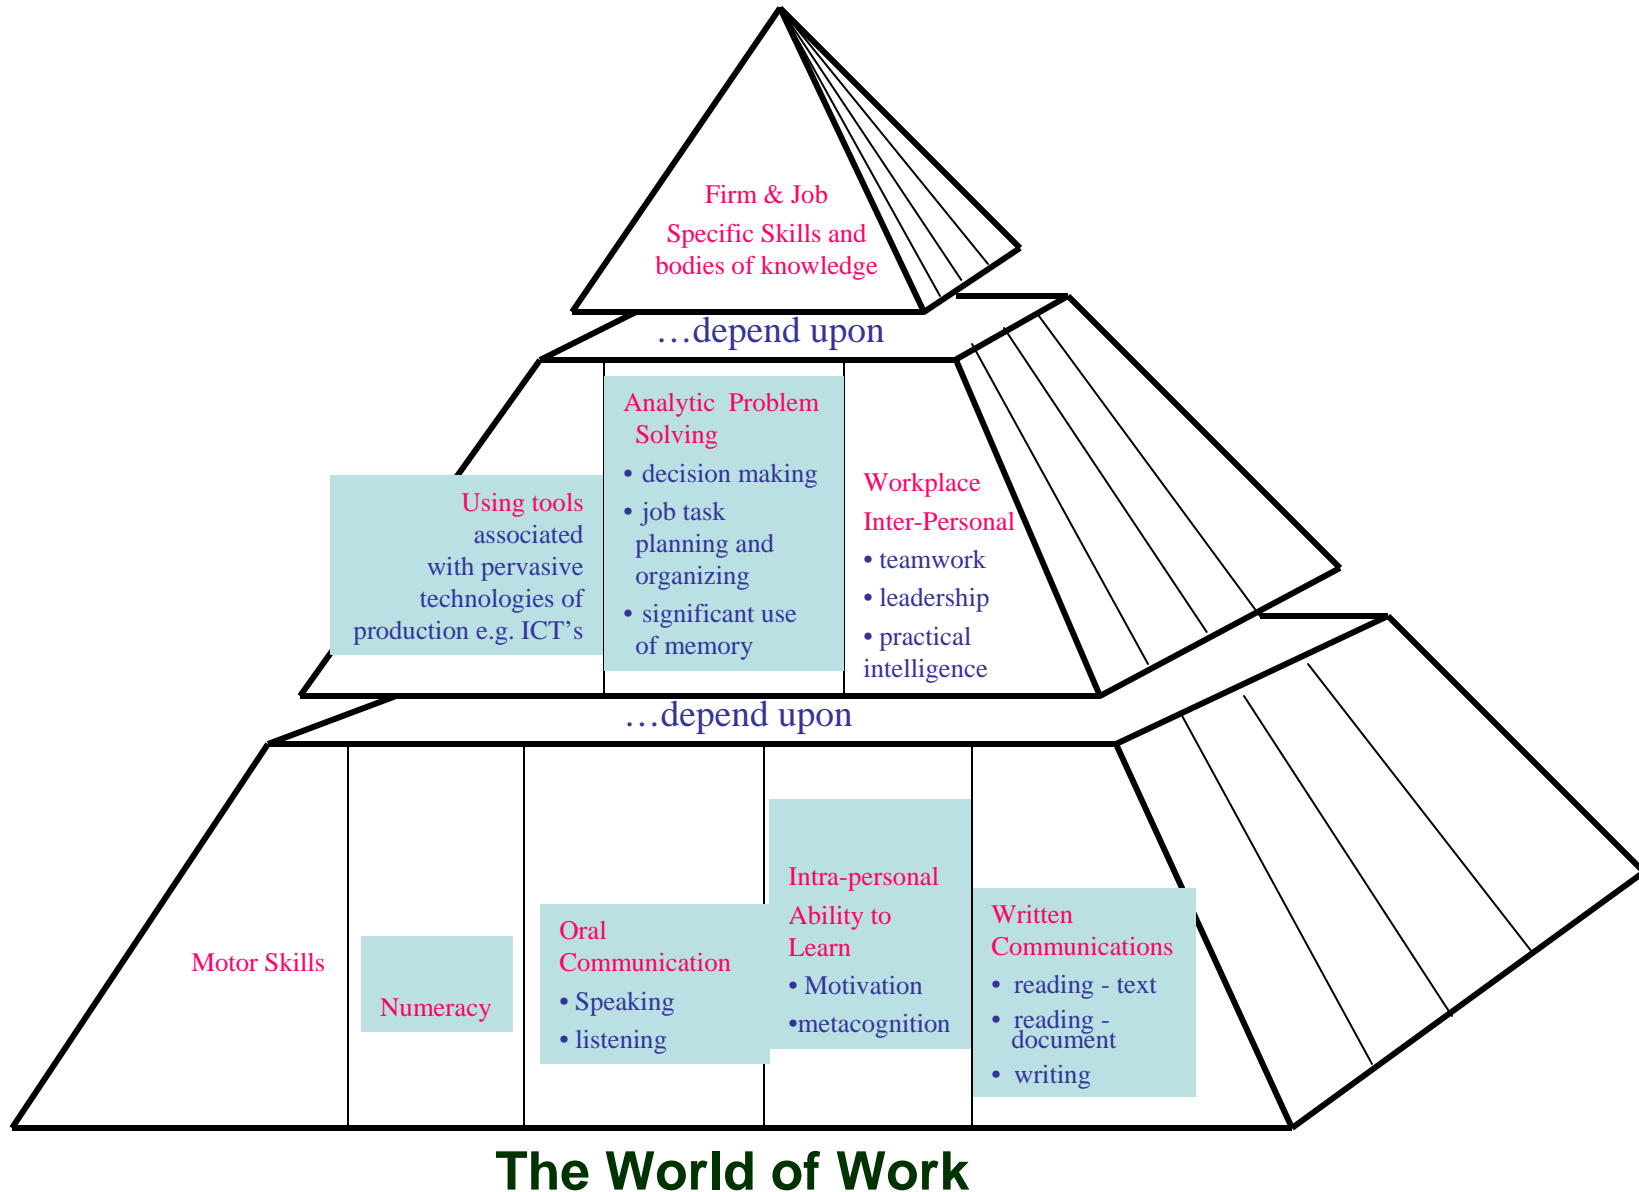 Firm & Job
Specific Skills and
bodies of knowledge
…depend upon
Using tools
associated
with pervasive
technologies of
production e.g. ICT’s
Analytic Problem
Solving
• decision making
• job task
planning and
organizing
• significant use
of memory
Workplace
Inter-Personal
• teamwork
• leadership
• practical
intelligence
…depend upon
Motor Skills
Numeracy
Oral
Communication
• Speaking
• listening
Intra-personal
Ability to
Learn
• Motivation
•metacognition
Written
Communications
• reading - text
• reading -
document
• writing
The World of Work